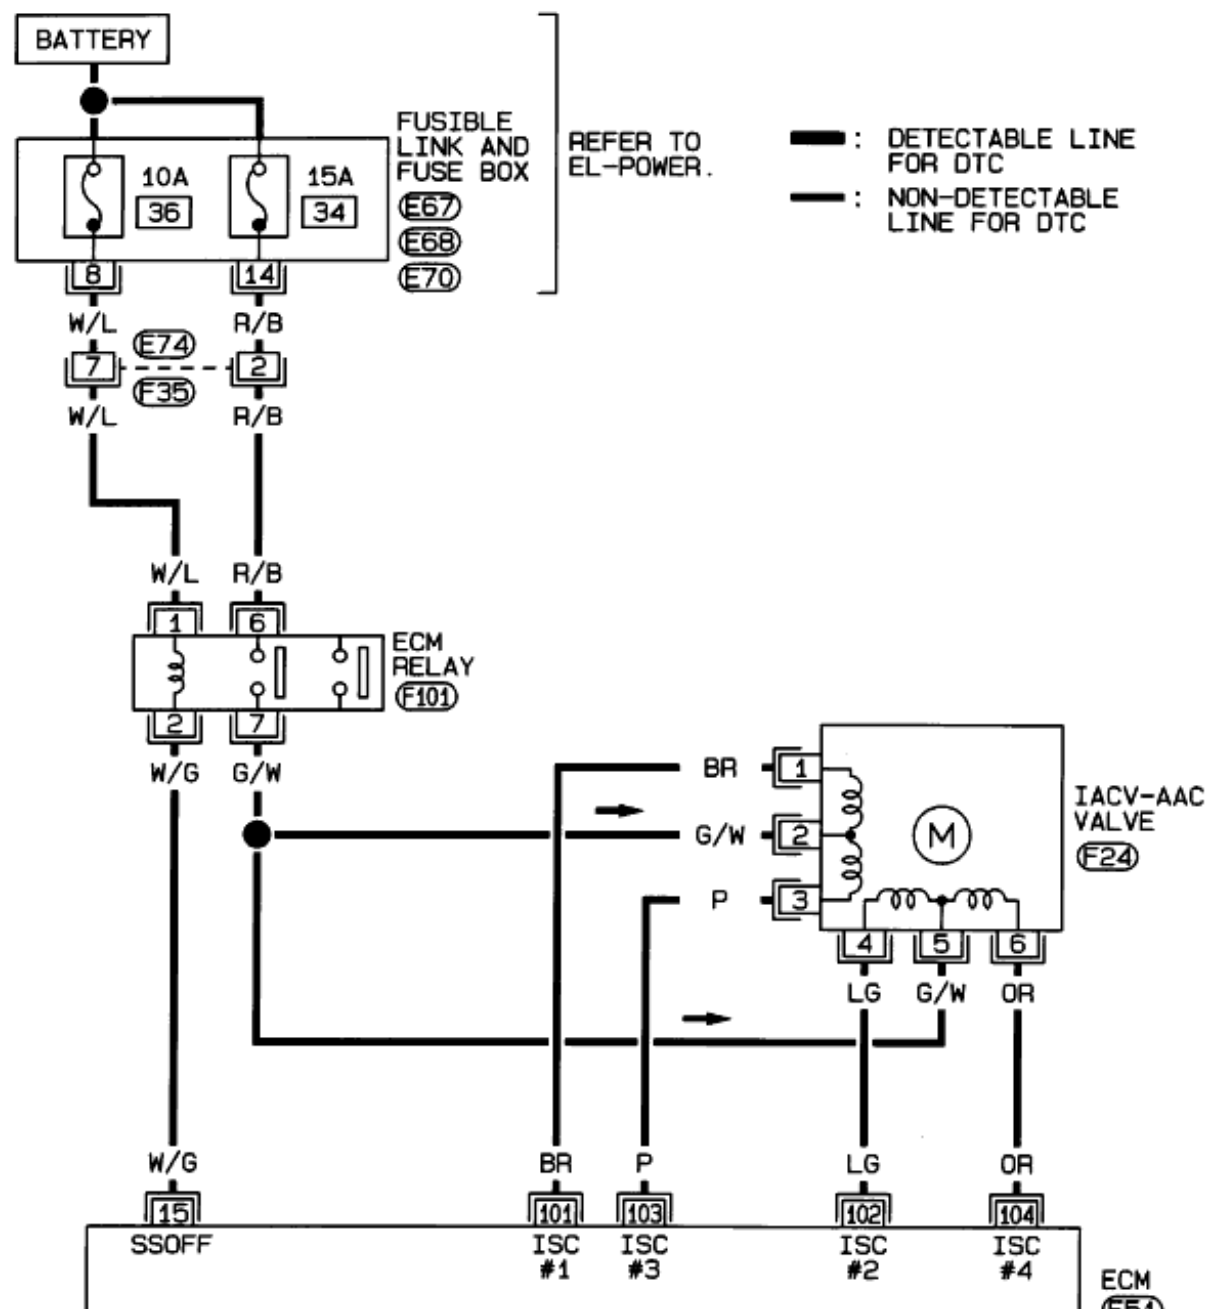 BATTERY
FUSIBLE
LINK AND
FUSE BOX
E67
E68
E70
REFER TO
EL-POWER.
: DETECTABLE LINE
FOR DTC
: NON-DETECTABLE
LINE FOR DTC
10A
36
15A
34
8
14
W/L
R/B
E74
7
2
F35
W/L
R/B
W/L
R/B
1
6
ECM
RELAY
F101
2
7
W/G
G/W
BR
1
G/W
2
P
3
M
IACV-AAC
VALVE
F24
4
5
6
LG
G/W
OR
W/G
BR
P
LG
OR
15
101
103
102
104
SSOFF
ISC
#1
ISC
#3
ISC
#2
ISC
#4
ECM